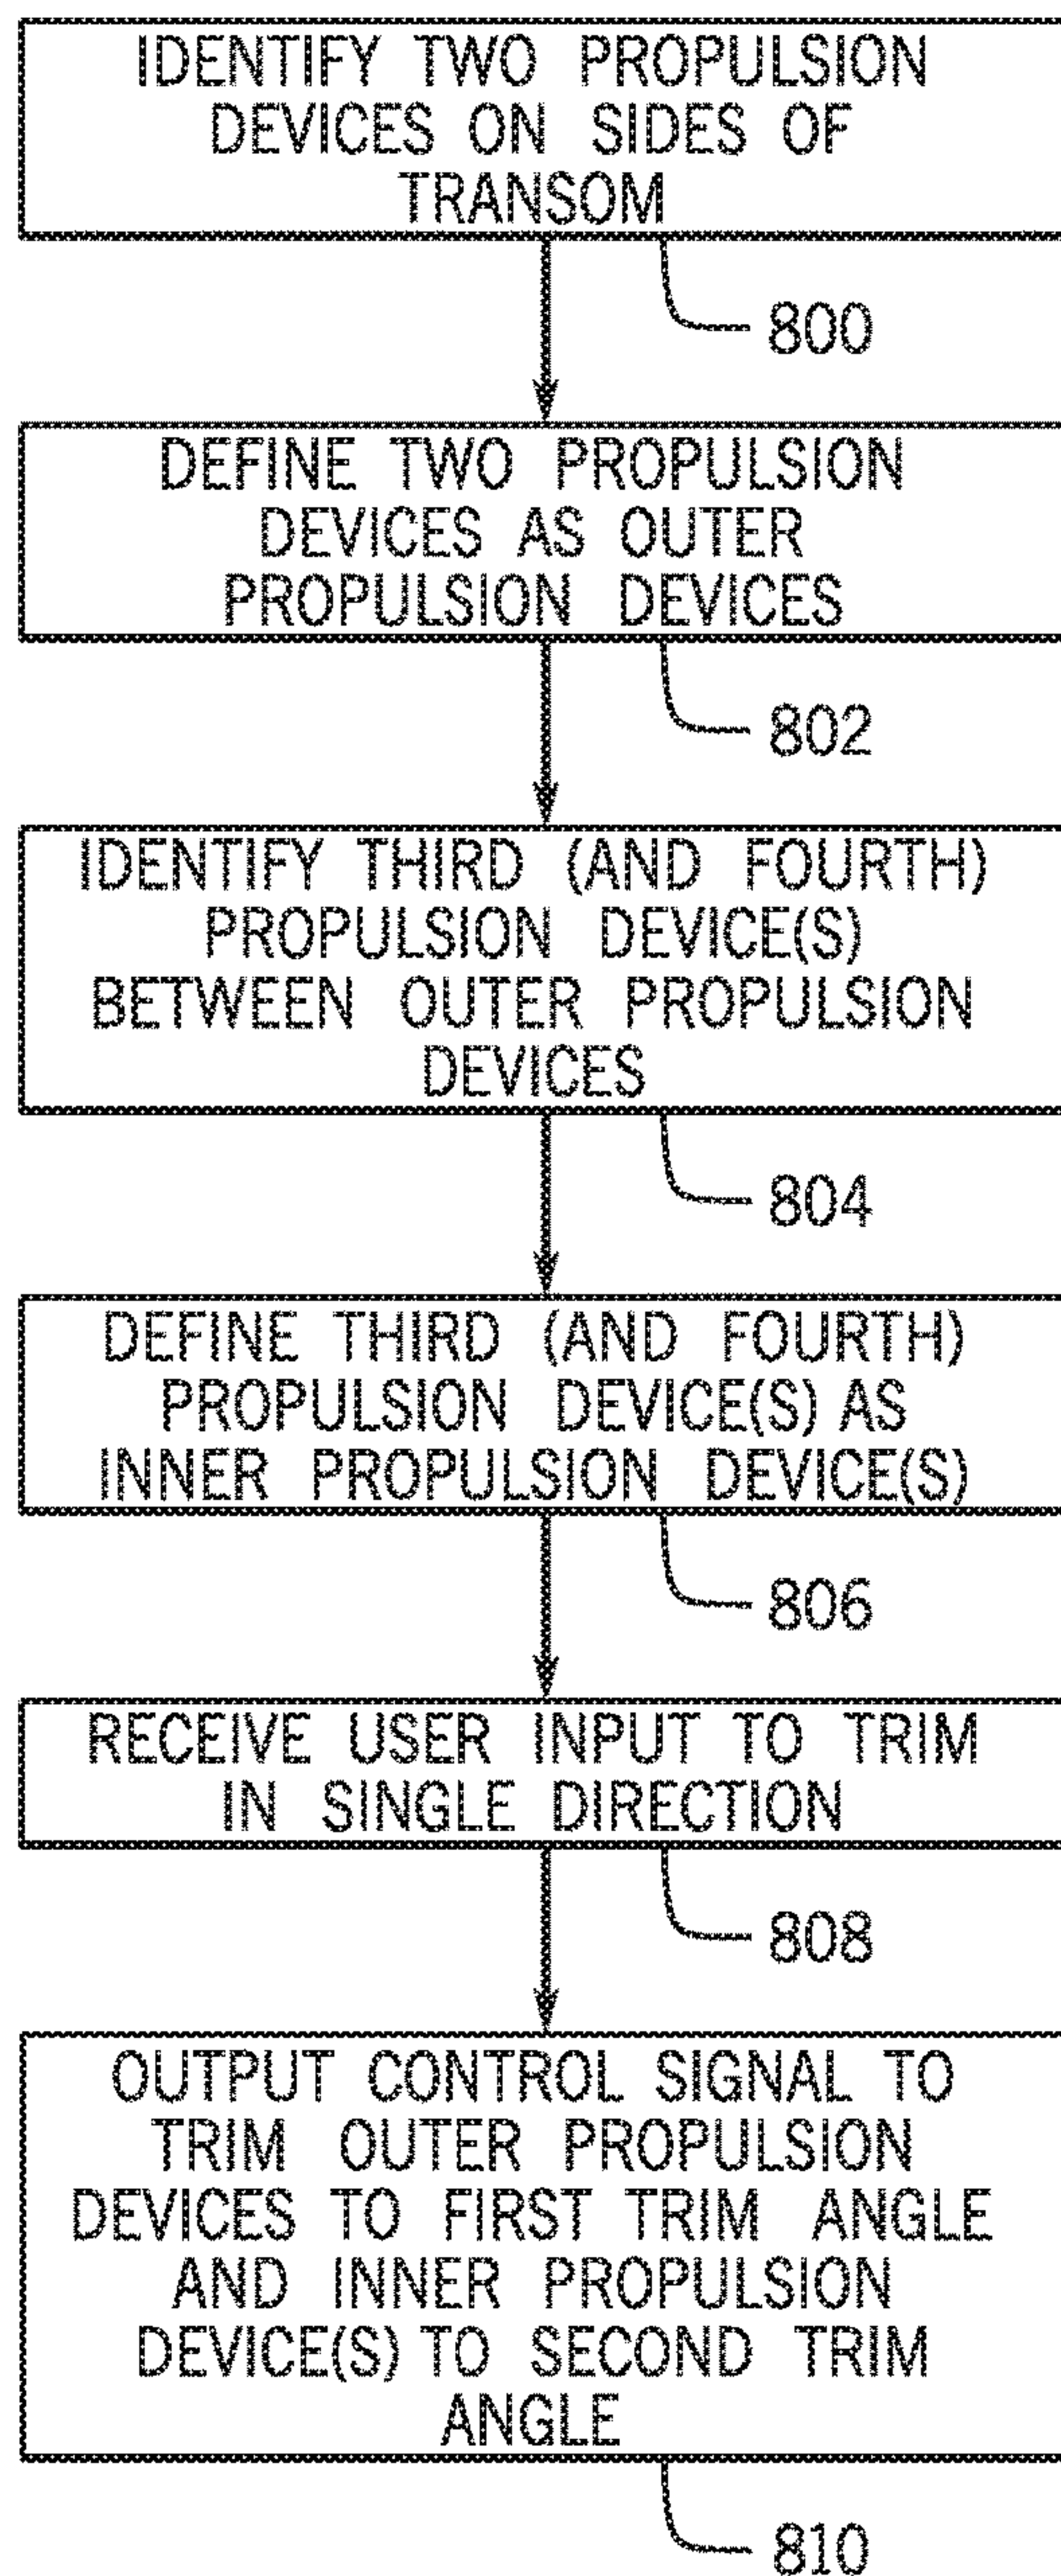 IDENTIFY TWO PROPULSION
DEVICES ON SIDES OF
TRANSOM
800
DEFINE TWO PROPULSION
DEVICES AS OUTER
PROPULSION DEVICES
802
IDENTIFY THIRD (AND FOURTH)
PROPULSION DEVICE(S)
BETWEEN OUTER PROPULSION
DEVICES
804
DEFINE THIRD (AND FOURTH)
PROPULSION DEVICE(S) AS
INNER PROPULSION DEVICE(S)
806
RECEIVE USER INPUT TO TRIM
IN SINGLE DIRECTION
808
OUTPUT CONTROL SIGNAL TO
TRIM OUTER PROPULSION
DEVICES TO FIRST TRIM ANGLE
AND INNER PROPULSION
DEVICE(S) TO SECOND TRIM
ANGLE
810